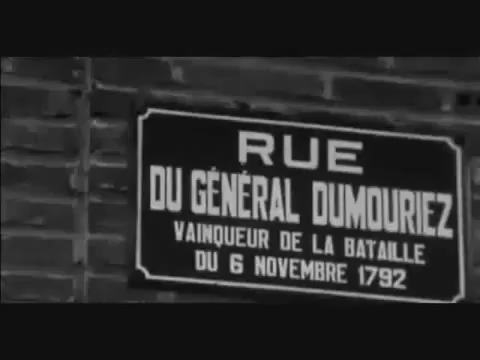 RUE
DU GÉNÉRAL DUMOURIEZ
VAINQUEUR DE LA BATAILLE
DU 6 NOVEMBRE 1792